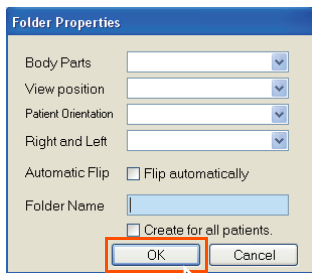 Folder Properties
Body Parts
View position
Patient Orientation
Right and Left
Automatic Flip Flip automatically
Folder Name
Create for all patients.
OK Cancel